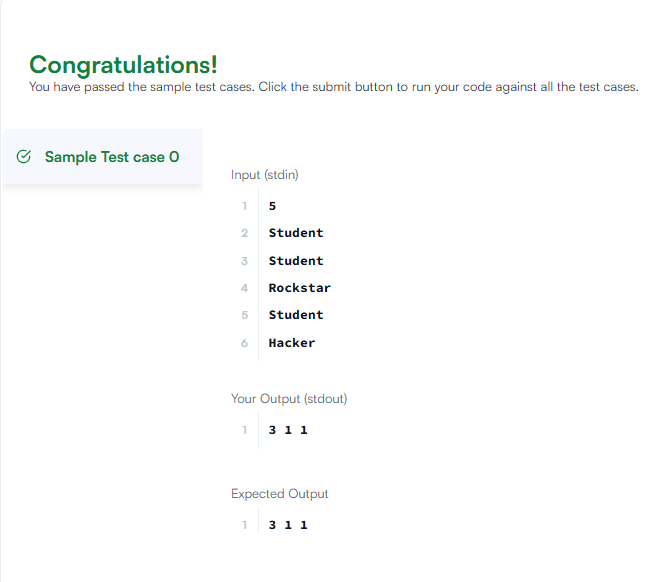 Congratulations!
You have passed the sample test cases. Click the submit button to run your code against all the test cases.
Sample Test case 0
Input (stdin)
1 5
2 Student
3 Student
4 Rockstar
5 Student
6 Hacker
Your Output (stdout)
1 3 1 1
Expected Output
1 3 1 1